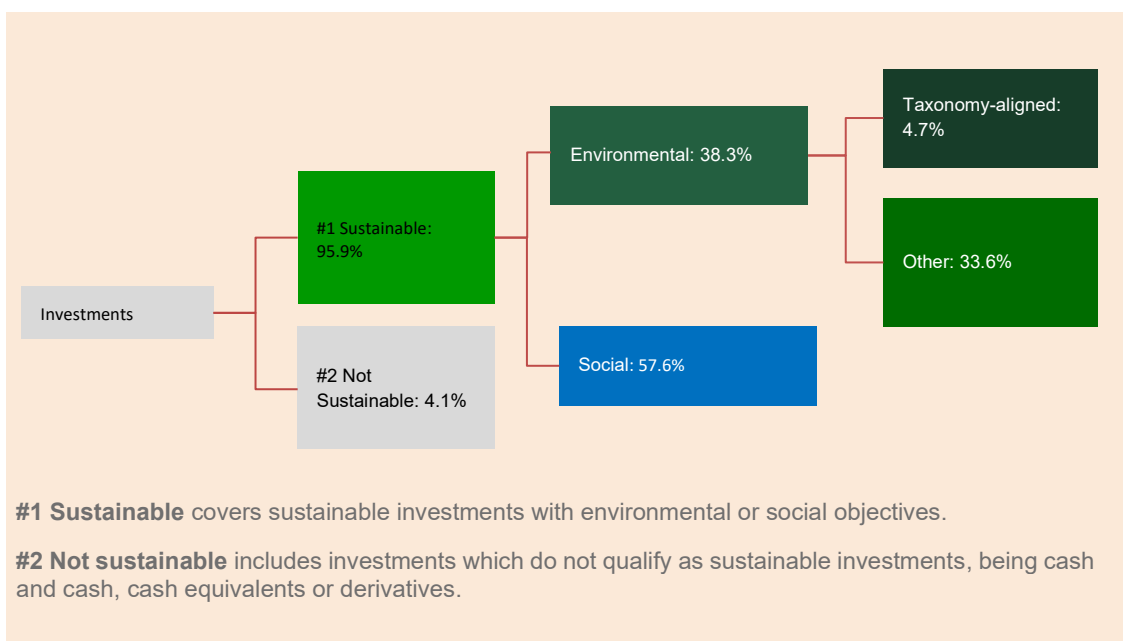 Investments
#1 Sustainable:
95.9%
#2 Not
Sustainable: 4.1%
Environmental: 38.3%
Social: 57.6%
Taxonomy-aligned:
4.7%
Other: 33.6%
#1 Sustainable covers sustainable investments with environmental or social objectives.
#2 Not sustainable includes investments which do not qualify as sustainable investments, being cash
and cash, cash equivalents or derivatives.